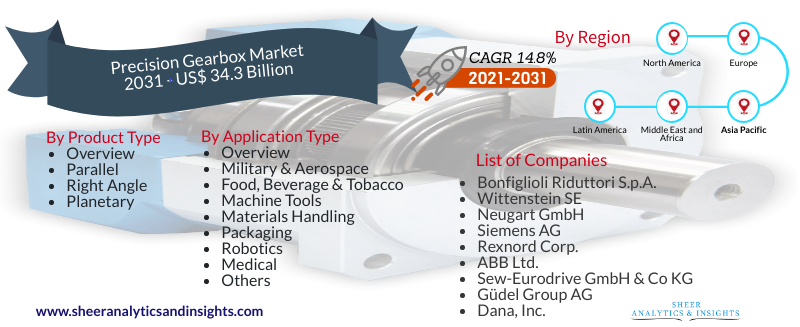 Precision Gearbox Market
2031 - US$ 34.3 Billion
CAGR 14.8%
2021-2031
By Region
North America
Europe
Latin America
Middle East and
Africa
Asia Pacific
By Product Type
• Overview
• Parallel
• Right Angle
• Planetary
By Application Type
• Overview
• Military & Aerospace
• Food, Beverage & Tobacco
• Machine Tools
• Materials Handling
• Packaging
• Robotics
• Medical
• Others
List of Companies
• Bonfiglioli Riduttori S.p.A.
• Wittenstein SE
• Neugart GmbH
• Siemens AG
• Rexnord Corp.
• ABB Ltd.
• Sew-Eurodrive GmbH & Co KG
• Güdel Group AG
• Dana, Inc.
www.sheeranalyticsandinsights.com
SHEER
ANALYTICS & INSIGHTS